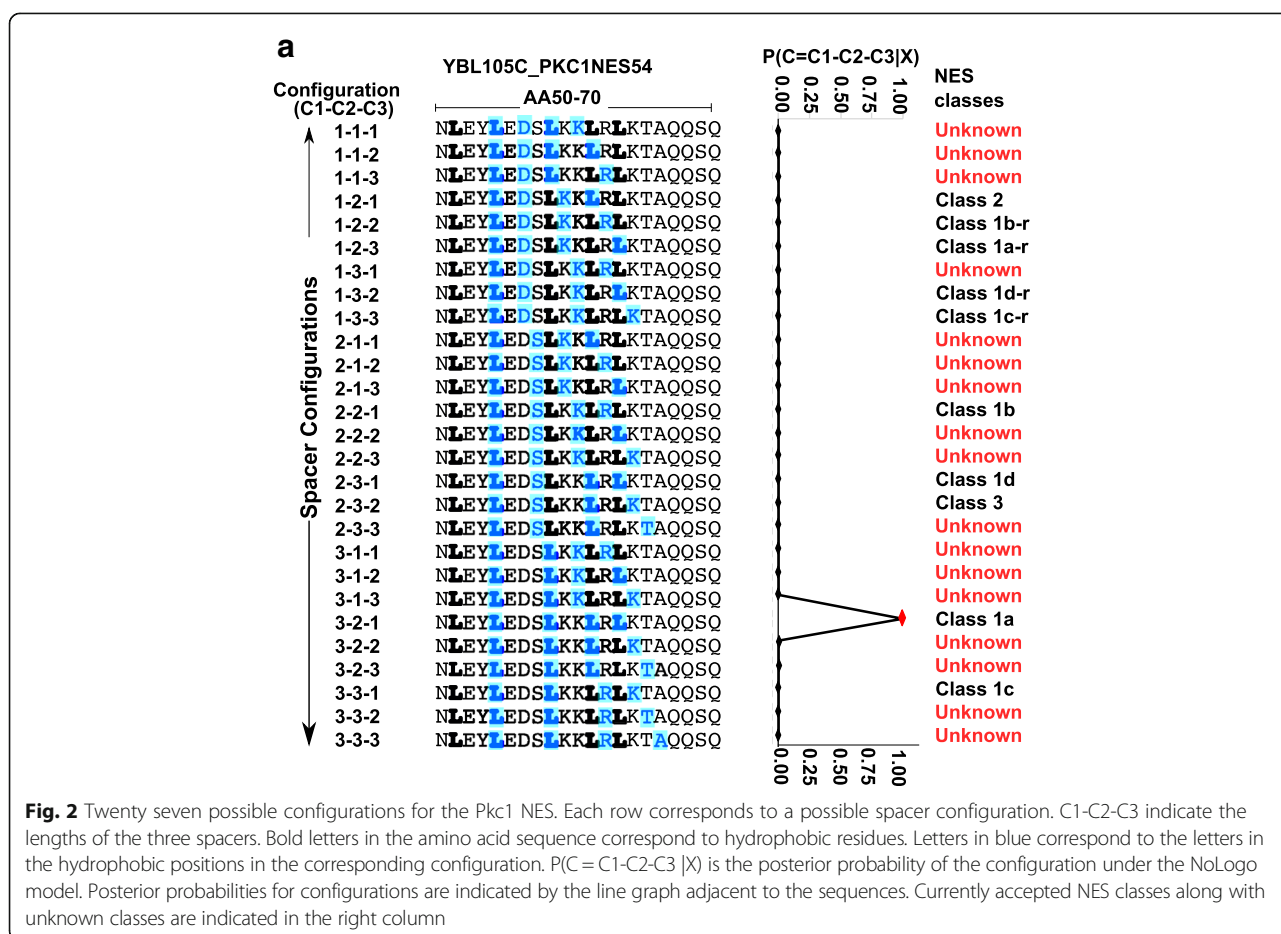 a
YBL105C_PKC1NES54
P(C=C1-C2-C3|X)
Configuration
(C1-C2-C3)
AA50-70
0.00 0.25 0.50 0.75 1.00
NES
classes
1-1-1 NLEYLEDSLKKLRLKTAQQSQ Unknown
1-1-2 NLEYLEDSLKKLRLKTAQQSQ Unknown
1-1-3 NLEYLEDSLKKLRLKTAQQSQ Unknown
1-2-1 NLEYLEDSLKKLRLKTAQQSQ Class 2
1-2-2 NLEYLEDSLKKLRLKTAQQSQ Class 1b-r
1-2-3 NLEYLEDSLKKLRLKTAQQSQ Class 1a-r
1-3-1 NLEYLEDSLKKLRLKTAQQSQ Unknown
1-3-2 NLEYLEDSLKKLRLKTAQQSQ Class 1d-r
1-3-3 NLEYLEDSLKKLRLKTAQQSQ Class 1c-r
2-1-1 NLEYLEDSLKKLRLKTAQQSQ Unknown
2-1-2 NLEYLEDSLKKLRLKTAQQSQ Unknown
2-1-3 NLEYLEDSLKKLRLKTAQQSQ Unknown
2-2-1 NLEYLEDSLKKLRLKTAQQSQ Class 1b
2-2-2 NLEYLEDSLKKLRLKTAQQSQ Unknown
2-2-3 NLEYLEDSLKKLRLKTAQQSQ Unknown
2-3-1 NLEYLEDSLKKLRLKTAQQSQ Class 1d
2-3-2 NLEYLEDSLKKLRLKTAQQSQ Class 3
2-3-3 NLEYLEDSLKKLRLKTAQQSQ Unknown
3-1-1 NLEYLEDSLKKLRLKTAQQSQ Unknown
3-1-2 NLEYLEDSLKKLRLKTAQQSQ Unknown
3-1-3 NLEYLEDSLKKLRLKTAQQSQ Unknown
3-2-1 NLEYLEDSLKKLRLKTAQQSQ Class 1a
3-2-2 NLEYLEDSLKKLRLKTAQQSQ Unknown
3-2-3 NLEYLEDSLKKLRLKTAQQSQ Unknown
3-3-1 NLEYLEDSLKKLRLKTAQQSQ Class 1c
3-3-2 NLEYLEDSLKKLRLKTAQQSQ Unknown
3-3-3 NLEYLEDSLKKLRLKTAQQSQ Unknown
Spacer Configurations
0.00 0.25 0.50 0.75 1.00
Fig. 2 Twenty seven possible configurations for the Pkc1 NES. Each row corresponds to a possible spacer configuration. C1-C2-C3 indicate the
lengths of the three spacers. Bold letters in the amino acid sequence correspond to hydrophobic residues. Letters in blue correspond to the letters in
the hydrophobic positions in the corresponding configuration. P(C = C1-C2-C3 |X) is the posterior probability of the configuration under the NoLogo
model. Posterior probabilities for configurations are indicated by the line graph adjacent to the sequences. Currently accepted NES classes along with
unknown classes are indicated in the right column